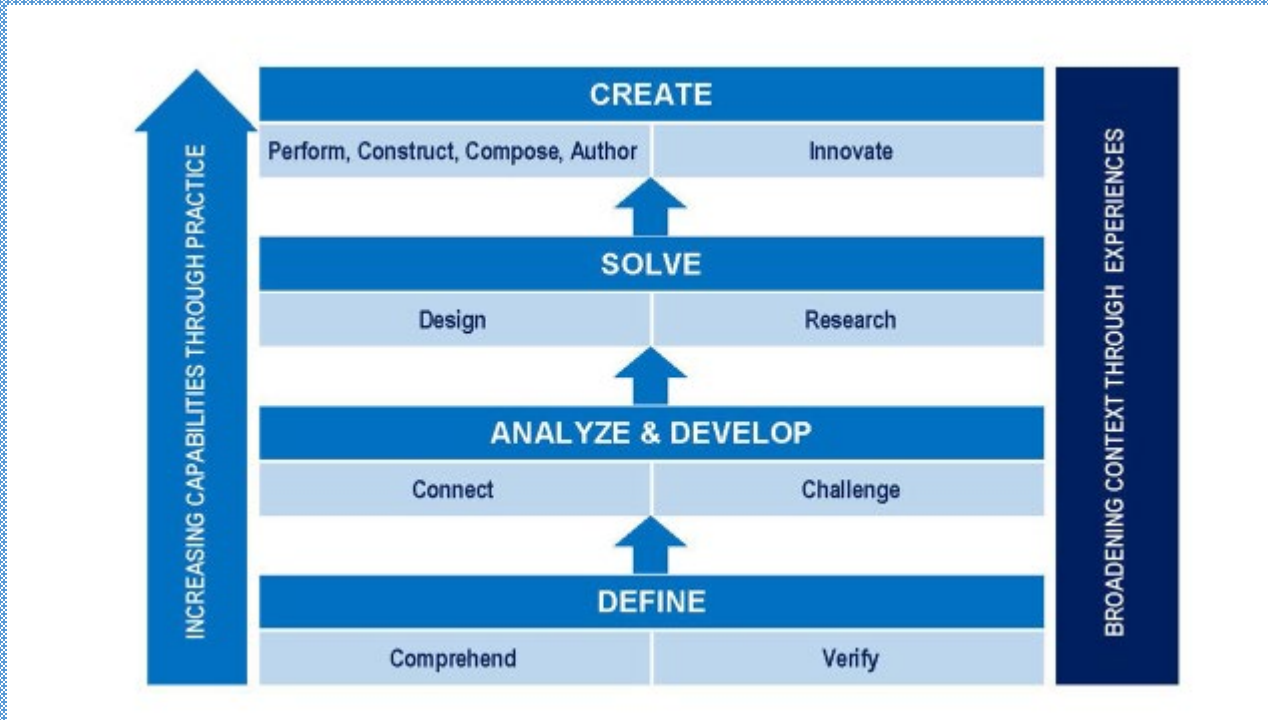 CREATE
Perform, Construct, Compose, Author
Innovate
SOLVE
Design
Research
ANALYZE & DEVELOP
Connect
Challenge
DEFINE
Comprehend
Verify
INCREASING CAPABILITIES THROUGH PRACTICE
BROADENING CONTEXT THROUGH EXPERIENCES